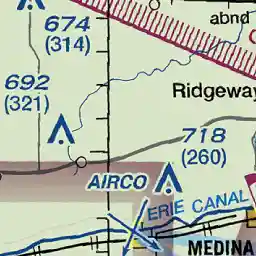 674
(314)
abnd
692
(321)
Ridgeway
718
(260)
AIRCO
ERIE CANAL
MEDINA